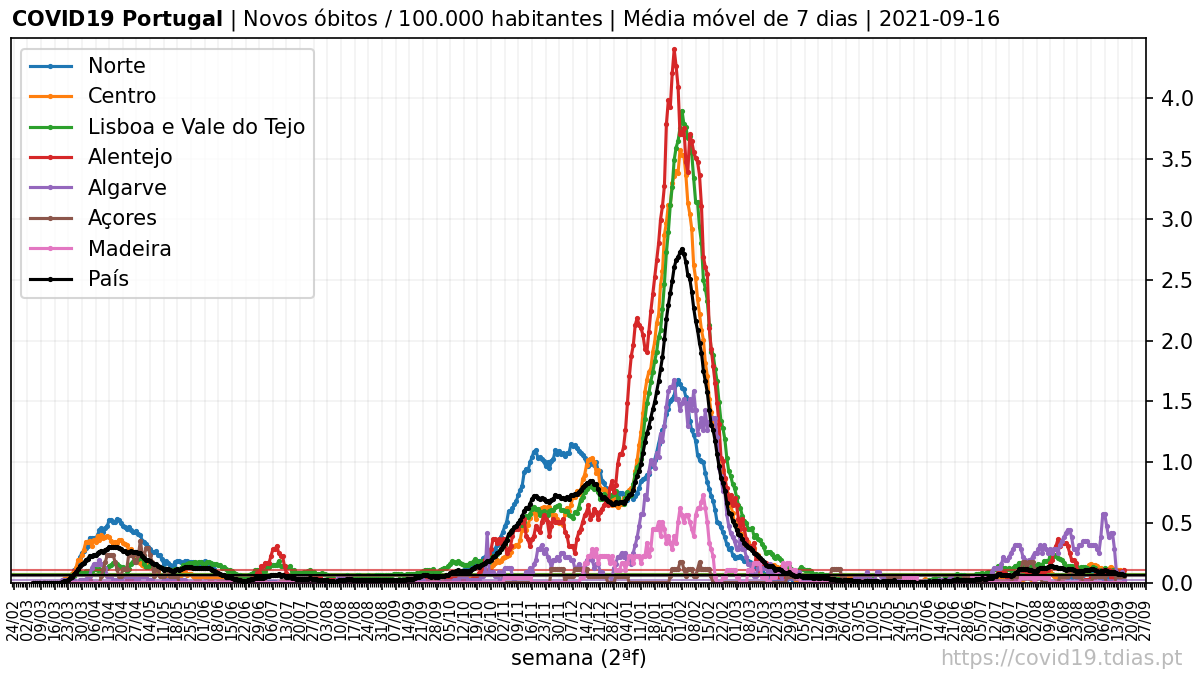 COVID19 Portugal | Novos óbitos / 100.000 habitantes | Média móvel de 7 dias | 2021-09-16
Norte
Centro
Lisboa e Vale do Tejo
Alentejo
Algarve
Açores
Madeira
País
4.0
3.5
3.0
2.5
2.0
1.5
1.0
0.5
0.0
24/02 02/03 09/03 16/03 23/03 30/03 06/04 13/04 20/04 27/04 04/05 11/05 18/05 25/05 01/06 08/06 15/06 22/06 29/06 06/07 13/07 20/07 27/07 03/08 10/08 17/08 24/08 31/08 07/09 14/09 21/09 28/09 05/10 12/10 19/10 26/10 02/11 09/11 16/11 23/11 30/11 07/12 14/12 21/12 28/12 04/01 11/01 18/01 25/01 01/02 08/02 15/02 22/02 01/03 08/03 15/03 22/03 29/03 05/04 12/04 19/04 26/04 03/05 10/05 17/05 24/05 31/05 07/06 14/06 21/06 28/06 05/07 12/07 19/07 26/07 02/08 09/08 16/08 23/08 30/08 06/09 13/09 20/09 27/09
semana (2ªf)
https://covid19.tdias.pt